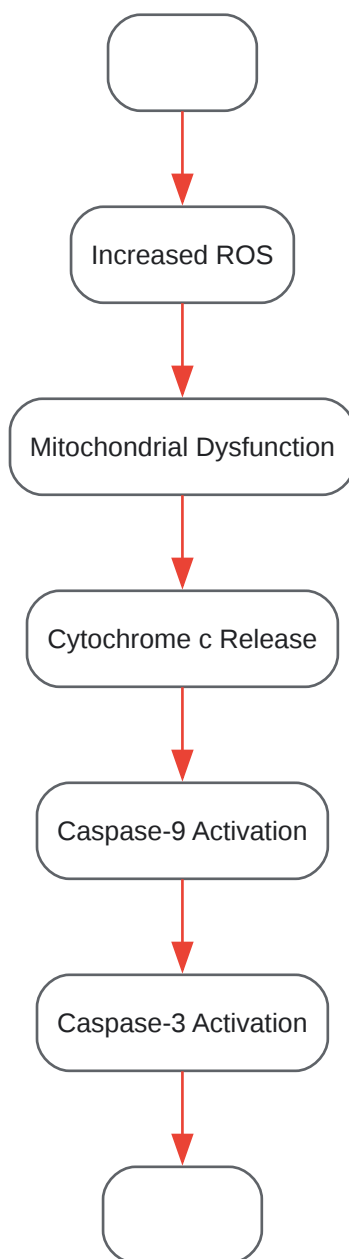 Increased ROS
Mitochondrial Dysfunction
Cytochrome c Release
Caspase-9 Activation
Caspase-3 Activation